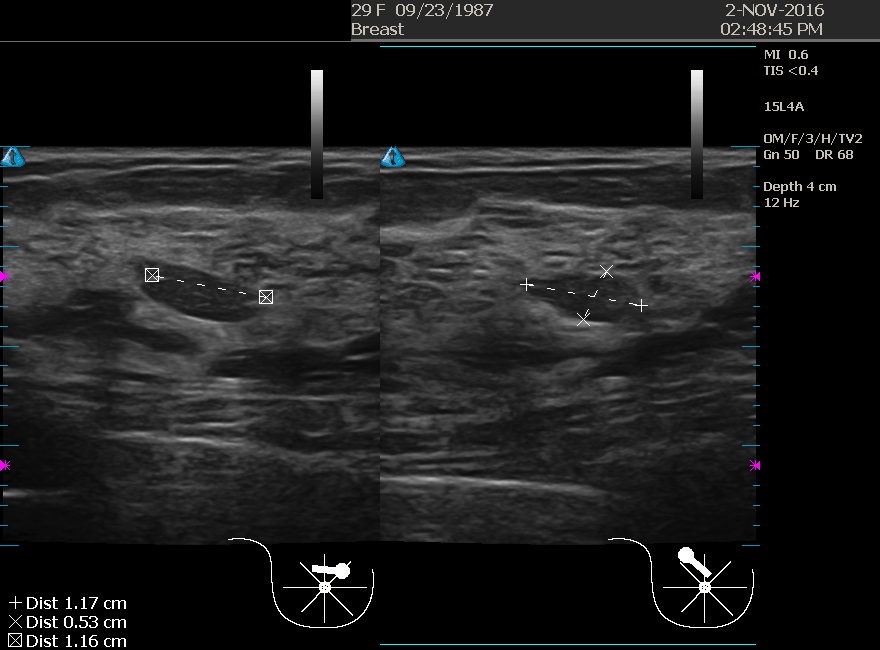 29 F 09/23/1987 2-NOV-2016
Breast 02:48:45 PM
MI 0.6
TIS <0.4
15L4A
OM/F/3/H/TV2
Gn 50 DR 68
Depth 4 cm
12 Hz
+ Dist 1.17 cm
× Dist 0.53 cm
⊠ Dist 1.16 cm